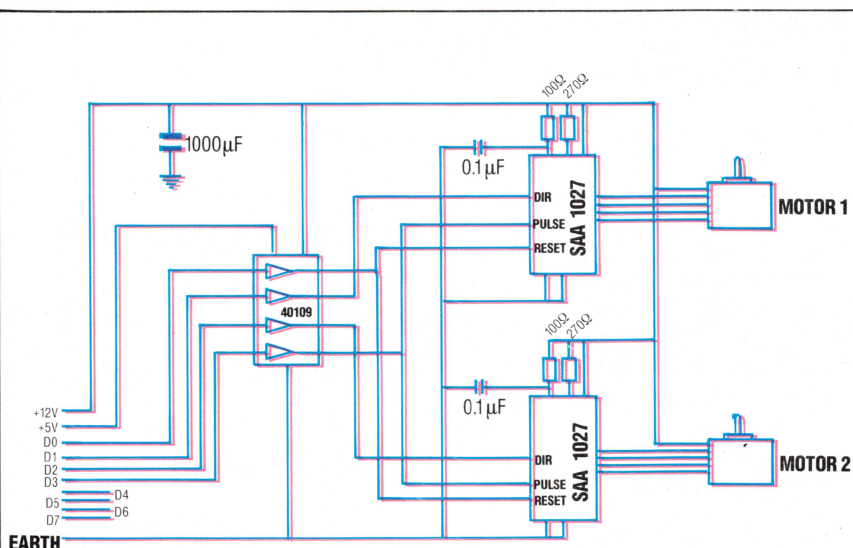 100Ω 270Ω
1000µF
0.1µF
DIR
PULSE
RESET
SAA 1027
MOTOR 1
40109
100Ω 270Ω
0.1µF
DIR
PULSE
RESET
SAA 1027
MOTOR 2
+12V
+5V
D0
D1
D2
D3
D4
D5
D6
D7
EARTH